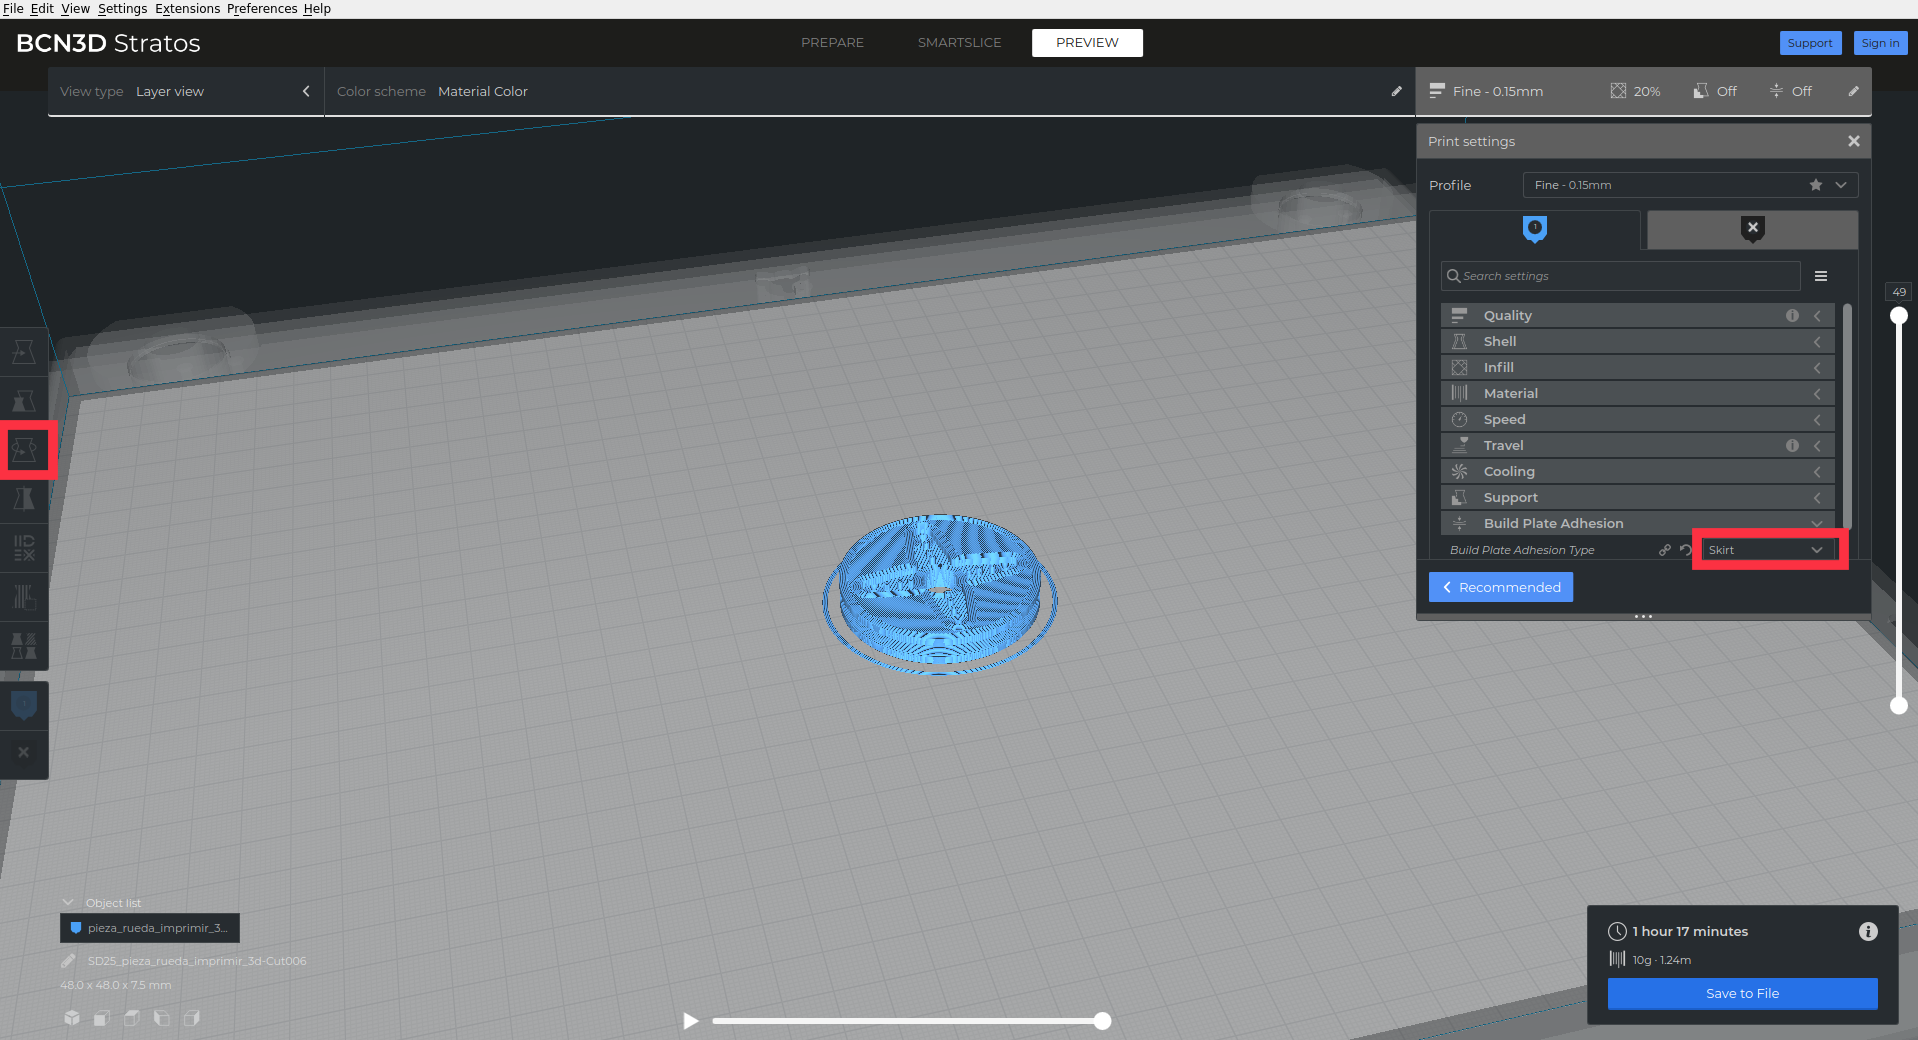 File Edit View Settings Extensions Preferences Help
BCN3D Stratos
PREPARE SMARTSLICE PREVIEW
Support Sign in
View type Layer view
Color scheme Material Color
Fine - 0.15mm 20% Off Off
Print settings
Profile Fine - 0.15mm
1
Search settings
49
Quality
Shell
Infill
Material
Speed
Travel
Cooling
Support
Build Plate Adhesion
Build Plate Adhesion Type Skirt
Recommended
Object list
pieza_rueda_imprimir_3...
SD25_pieza_rueda_imprimir_3d-Cut006
48.0 x 48.0 x 7.5 mm
1 hour 17 minutes
10g · 1.24m
Save to File